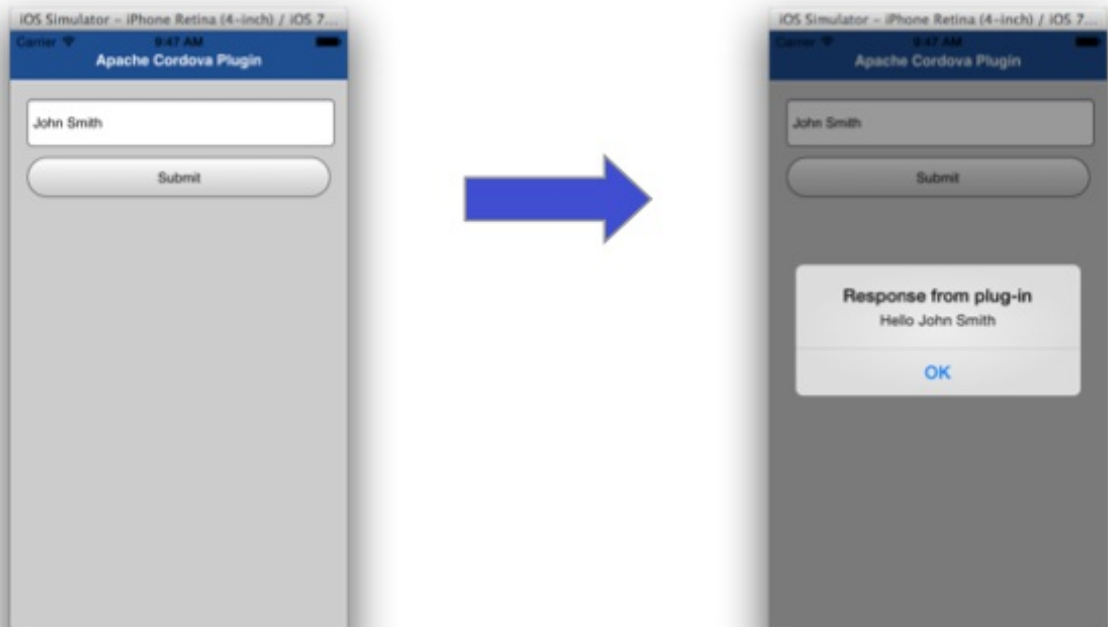 iOS Simulator – iPhone Retina (4-inch) / iOS 7...
Carrier 9:47 AM
Apache Cordova Plugin
John Smith
Submit
iOS Simulator – iPhone Retina (4-inch) / iOS 7...
Carrier 9:47 AM
Apache Cordova Plugin
John Smith
Submit
Response from plug-in
Hello John Smith
OK